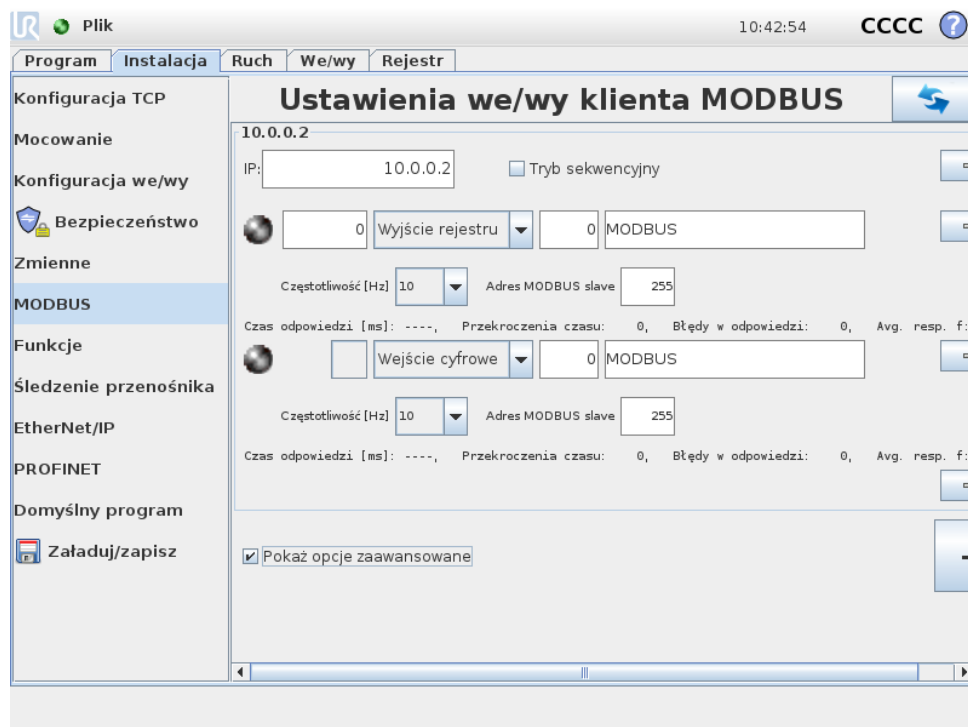 UR Plik 10:42:54 CCCC ?
Program Instalacja Ruch We/wy Rejestr
Konfiguracja TCP
Mocowanie
Konfiguracja we/wy
Bezpieczeństwo
Zmienne
MODBUS
Funkcje
Śledzenie przenośnika
EtherNet/IP
PROFINET
Domyślny program
Załaduj/zapisz
Ustawienia we/wy klienta MODBUS
10.0.0.2
IP: 10.0.0.2 Tryb sekwencyjny
0 Wyjście rejestru 0 MODBUS
Częstotliwość [Hz] 10 Adres MODBUS slave 255
Czas odpowiedzi [ms]: ----, Przekroczenia czasu: 0, Błędy w odpowiedzi: 0, Avg. resp. f:
Wejście cyfrowe 0 MODBUS
Częstotliwość [Hz] 10 Adres MODBUS slave 255
Czas odpowiedzi [ms]: ----, Przekroczenia czasu: 0, Błędy w odpowiedzi: 0, Avg. resp. f:
Pokaż opcje zaawansowane